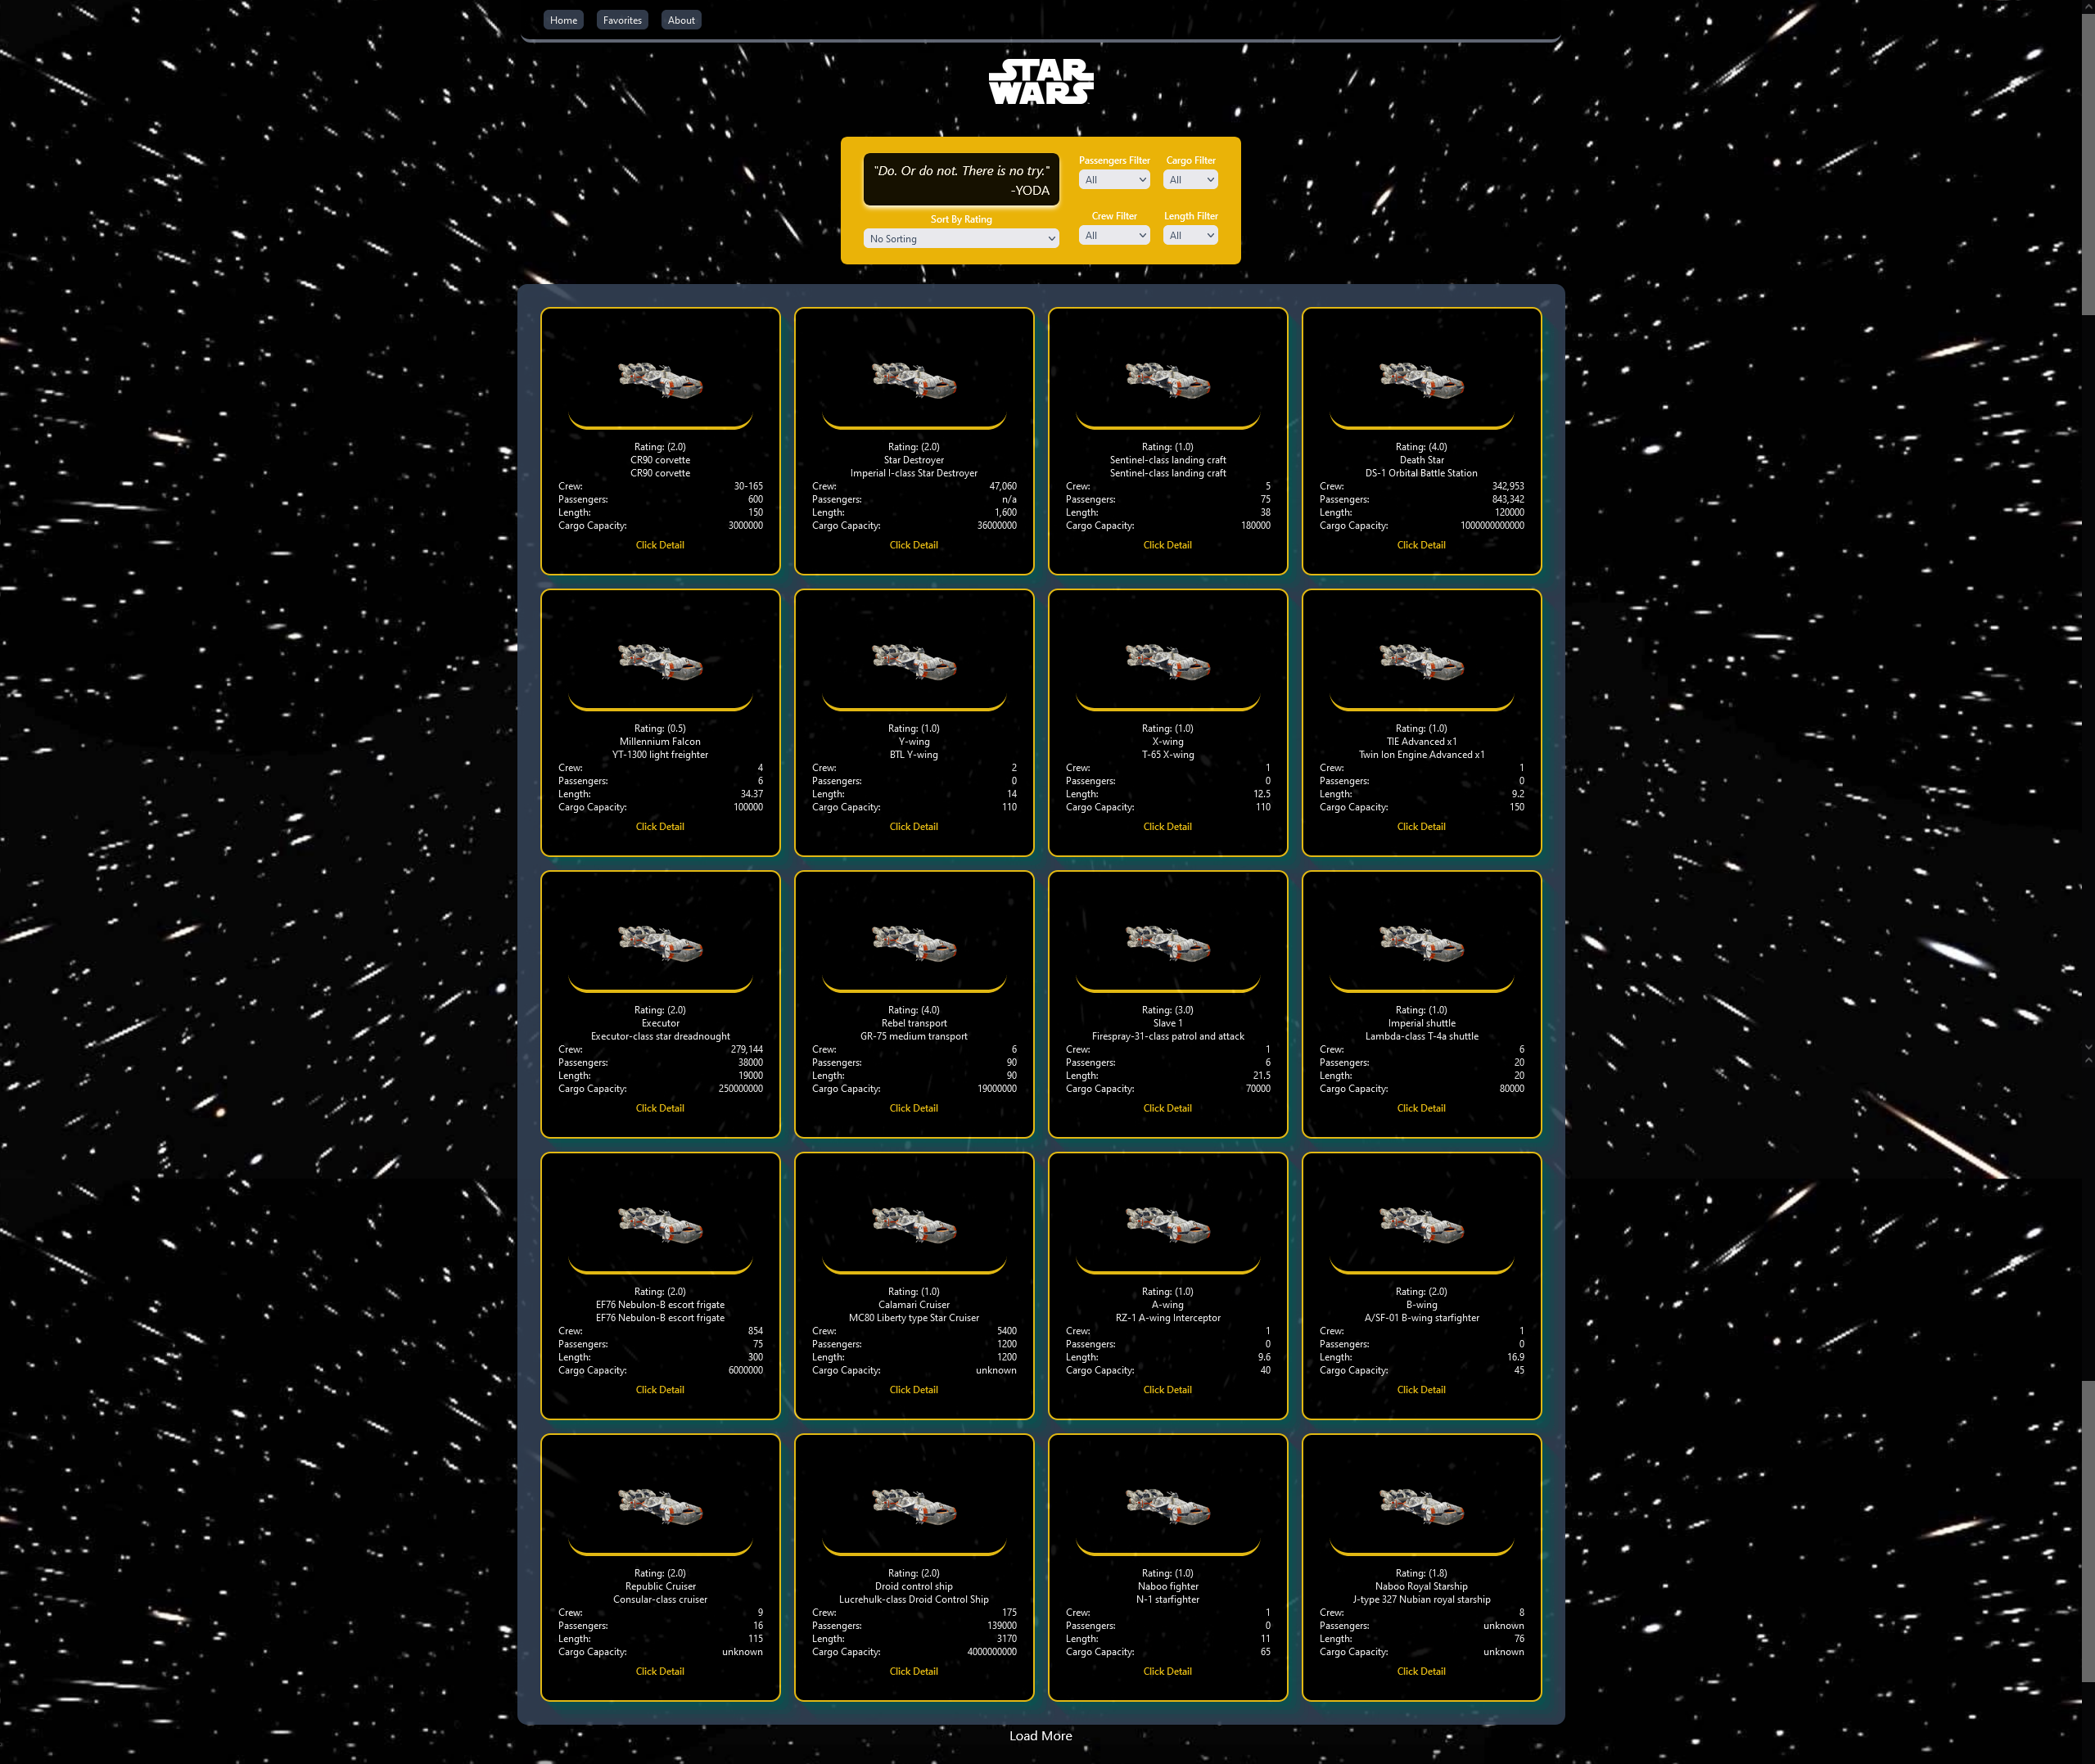 Home Favorites About
STAR
WARS
"Do. Or do not. There is no try."
-YODA
Sort By Rating
No Sorting
Passengers Filter Cargo Filter
All All
Crew Filter Length Filter
All All
Rating: (2.0)
CR90 corvette
CR90 corvette
Crew: 30-165
Passengers: 600
Length: 150
Cargo Capacity: 3000000
Click Detail
Rating: (2.0)
Star Destroyer
Imperial I-class Star Destroyer
Crew: 47,060
Passengers: n/a
Length: 1,600
Cargo Capacity: 36000000
Click Detail
Rating: (1.0)
Sentinel-class landing craft
Sentinel-class landing craft
Crew: 5
Passengers: 75
Length: 38
Cargo Capacity: 180000
Click Detail
Rating: (4.0)
Death Star
DS-1 Orbital Battle Station
Crew: 342,953
Passengers: 843,342
Length: 120000
Cargo Capacity: 1000000000000
Click Detail
Rating: (0.5)
Millennium Falcon
YT-1300 light freighter
Crew: 4
Passengers: 6
Length: 34.37
Cargo Capacity: 100000
Click Detail
Rating: (1.0)
Y-wing
BTL Y-wing
Crew: 2
Passengers: 0
Length: 14
Cargo Capacity: 110
Click Detail
Rating: (1.0)
X-wing
T-65 X-wing
Crew: 1
Passengers: 0
Length: 12.5
Cargo Capacity: 110
Click Detail
Rating: (1.0)
TIE Advanced x1
Twin Ion Engine Advanced x1
Crew: 1
Passengers: 0
Length: 9.2
Cargo Capacity: 150
Click Detail
Rating: (2.0)
Executor
Executor-class star dreadnought
Crew: 279,144
Passengers: 38000
Length: 19000
Cargo Capacity: 250000000
Click Detail
Rating: (4.0)
Rebel transport
GR-75 medium transport
Crew: 6
Passengers: 90
Length: 90
Cargo Capacity: 19000000
Click Detail
Rating: (3.0)
Slave 1
Firespray-31-class patrol and attack
Crew: 1
Passengers: 6
Length: 21.5
Cargo Capacity: 70000
Click Detail
Rating: (1.0)
Imperial shuttle
Lambda-class T-4a shuttle
Crew: 6
Passengers: 20
Length: 20
Cargo Capacity: 80000
Click Detail
Rating: (2.0)
EF76 Nebulon-B escort frigate
EF76 Nebulon-B escort frigate
Crew: 854
Passengers: 75
Length: 300
Cargo Capacity: 6000000
Click Detail
Rating: (1.0)
Calamari Cruiser
MC80 Liberty type Star Cruiser
Crew: 5400
Passengers: 1200
Length: 1200
Cargo Capacity: unknown
Click Detail
Rating: (1.0)
A-wing
RZ-1 A-wing Interceptor
Crew: 1
Passengers: 0
Length: 9.6
Cargo Capacity: 40
Click Detail
Rating: (2.0)
B-wing
A/SF-01 B-wing starfighter
Crew: 1
Passengers: 0
Length: 16.9
Cargo Capacity: 45
Click Detail
Rating: (2.0)
Republic Cruiser
Consular-class cruiser
Crew: 9
Passengers: 16
Length: 115
Cargo Capacity: unknown
Click Detail
Rating: (2.0)
Droid control ship
Lucrehulk-class Droid Control Ship
Crew: 175
Passengers: 139000
Length: 3170
Cargo Capacity: 4000000000
Click Detail
Rating: (1.0)
Naboo fighter
N-1 starfighter
Crew: 1
Passengers: 0
Length: 11
Cargo Capacity: 65
Click Detail
Rating: (1.8)
Naboo Royal Starship
J-type 327 Nubian royal starship
Crew: 8
Passengers: unknown
Length: 76
Cargo Capacity: unknown
Click Detail
Load More